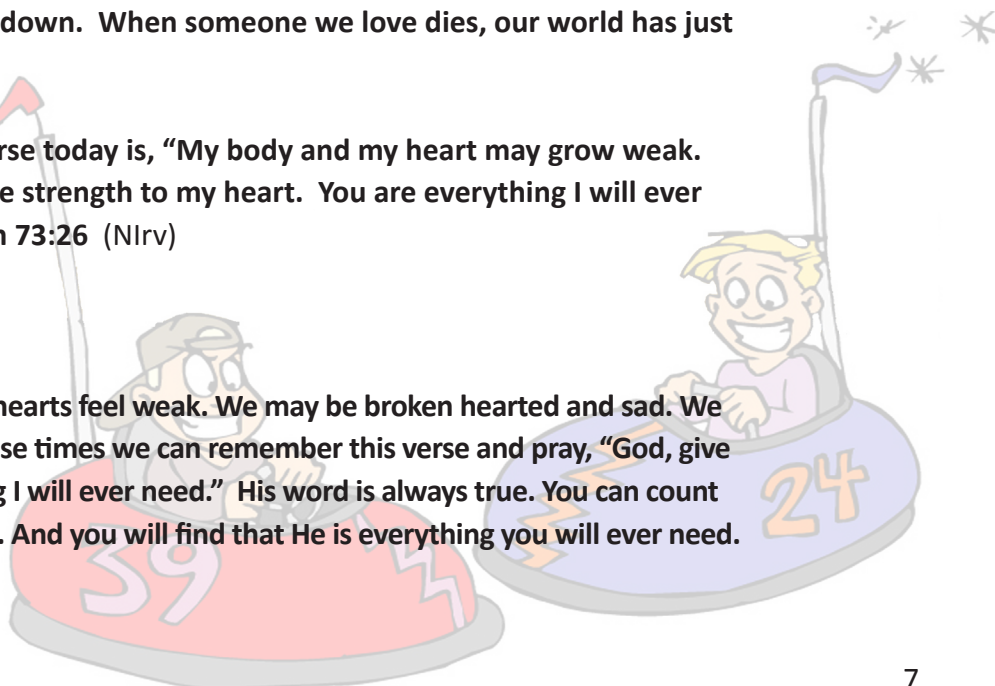 down.  When someone we love dies, our world has just
rse today is, “My body and my heart may grow weak.
e strength to my heart.  You are everything I will ever
n 73:26  (NIrv)
hearts feel weak. We may be broken hearted and sad. We
se times we can remember this verse and pray, “God, give
g I will ever need.”  His word is always true. You can count
. And you will find that He is everything you will ever need.
24
39
7